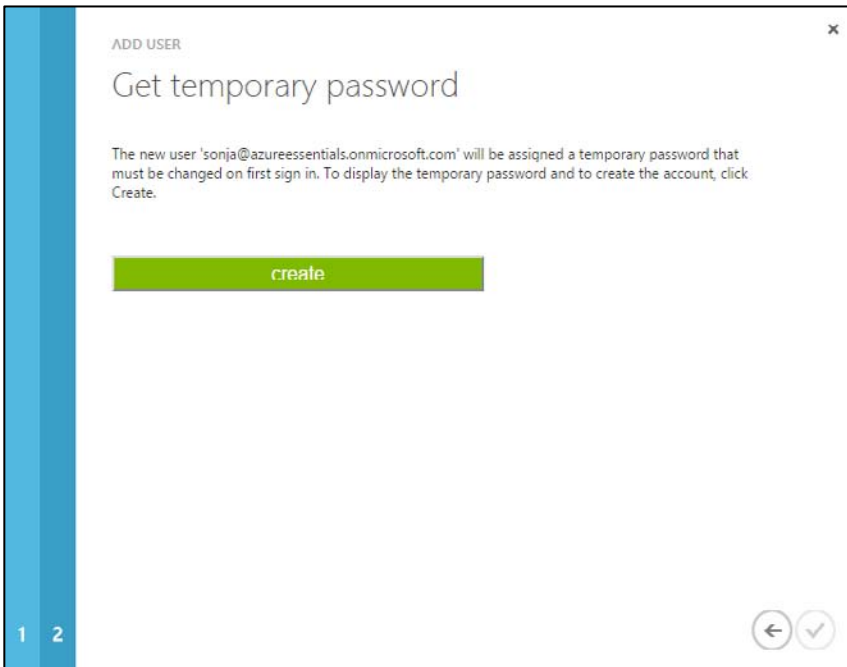 ADD USER
Get temporary password
The new user 'sonja@azureessentials.onmicrosoft.com' will be assigned a temporary password that
must be changed on first sign in. To display the temporary password and to create the account, click
Create.
create
1 2